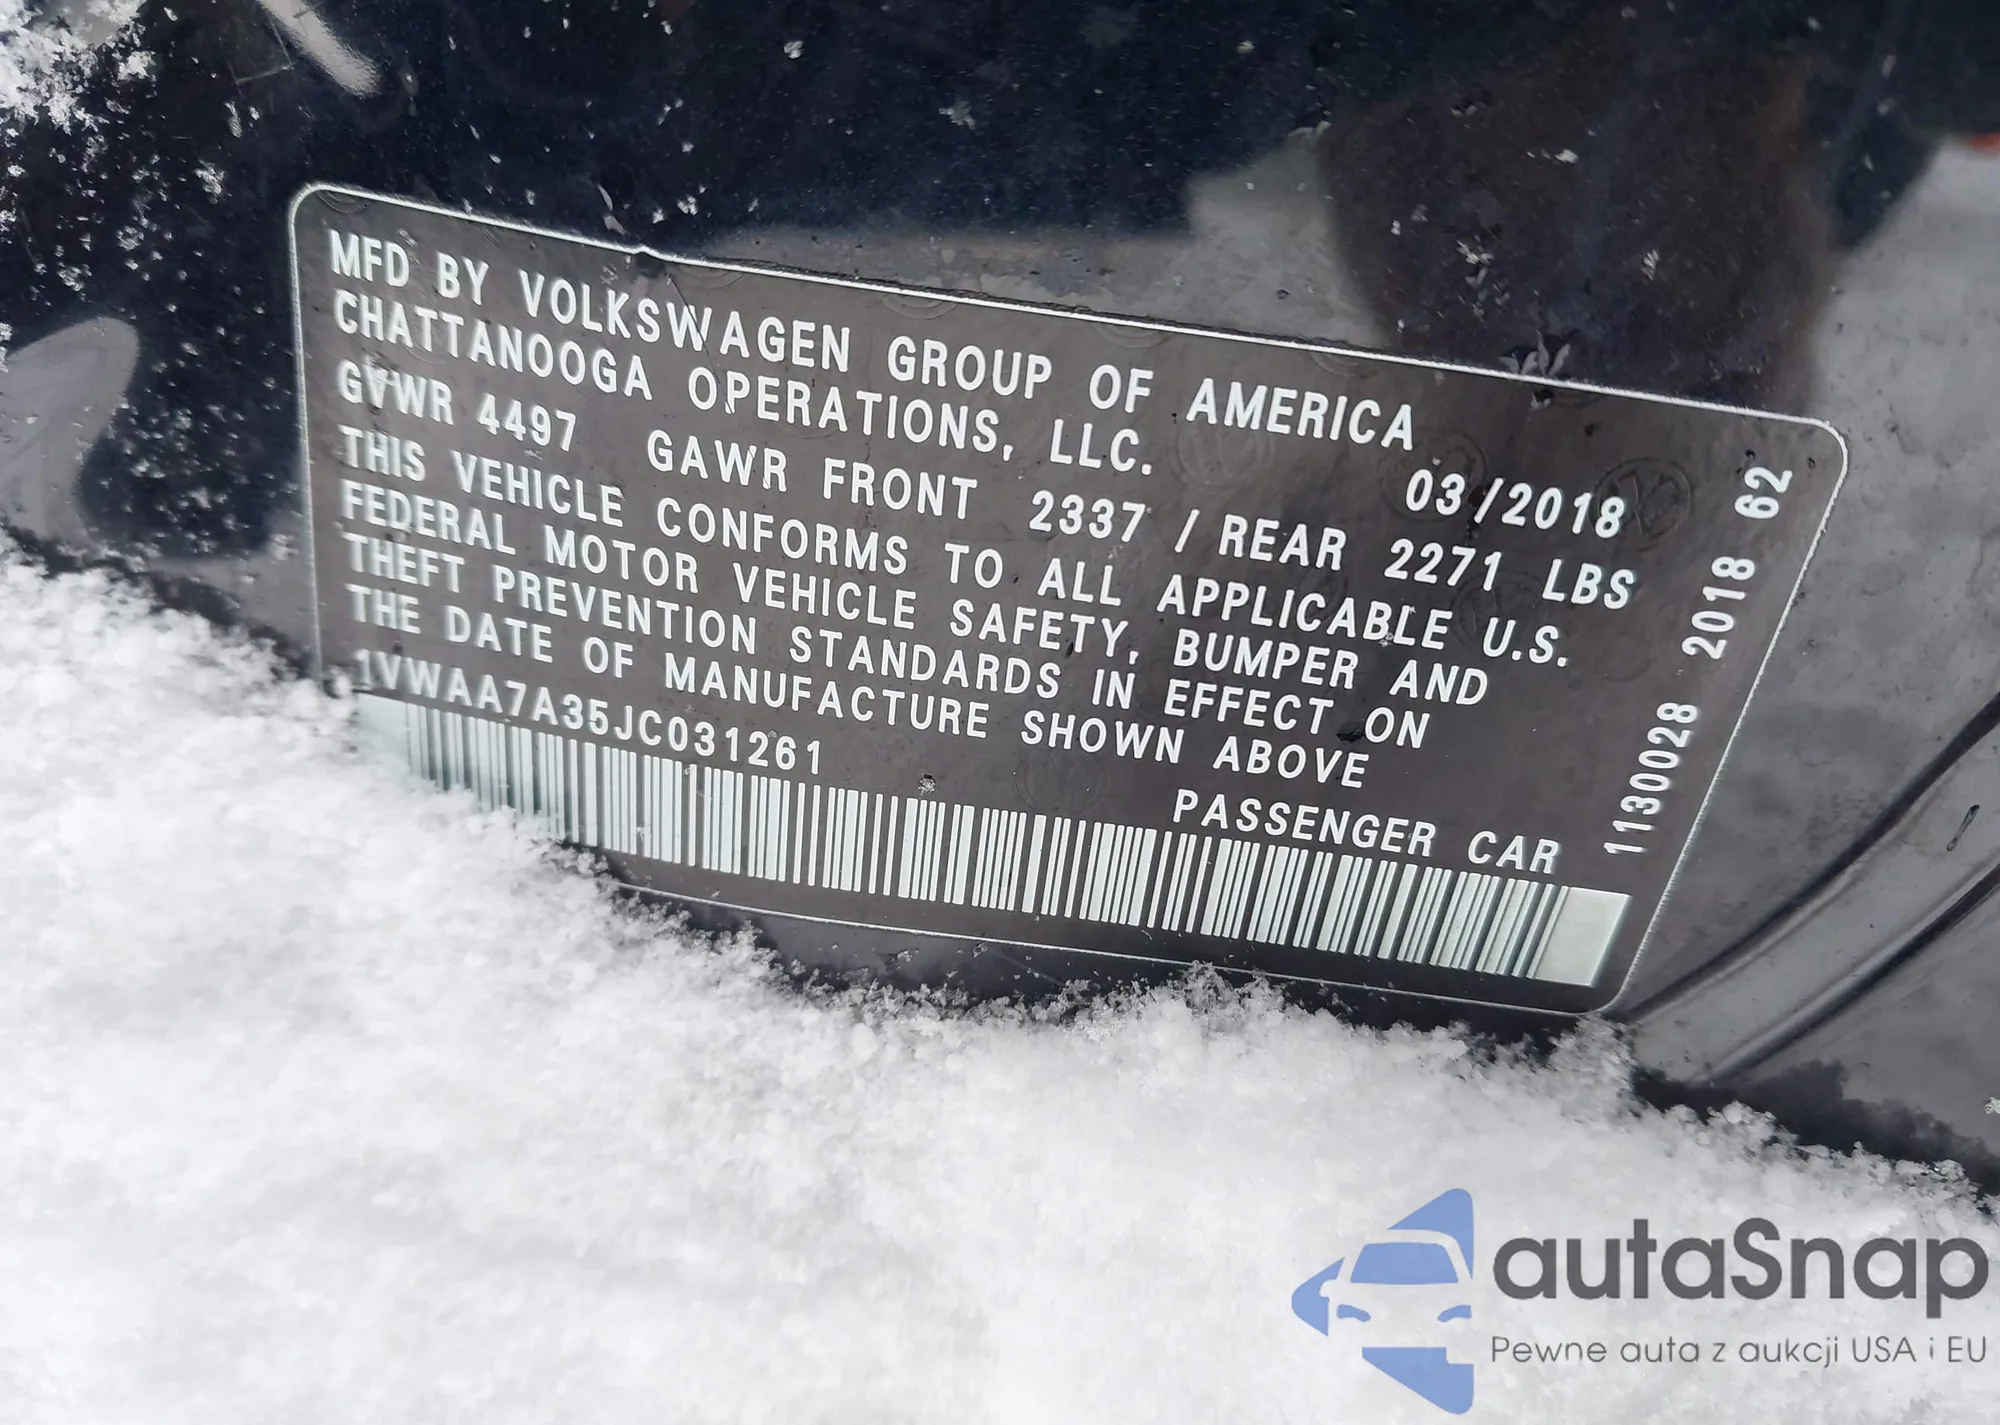 MFD BY VOLKSWAGEN GROUP OF AMERICA
CHATTANOOGA OPERATIONS, LLC.
03/2018
GVWR 4497 GAWR FRONT 2337 / REAR 2271 LBS
THIS VEHICLE CONFORMS TO ALL APPLICABLE U.S.
FEDERAL MOTOR VEHICLE SAFETY, BUMPER AND
THEFT PREVENTION STANDARDS IN EFFECT ON
THE DATE OF MANUFACTURE SHOWN ABOVE
1VWAA7A35JC031261
PASSENGER CAR
1130028 2018 62
autaSnap
Pewne auta z aukcji USA i EU